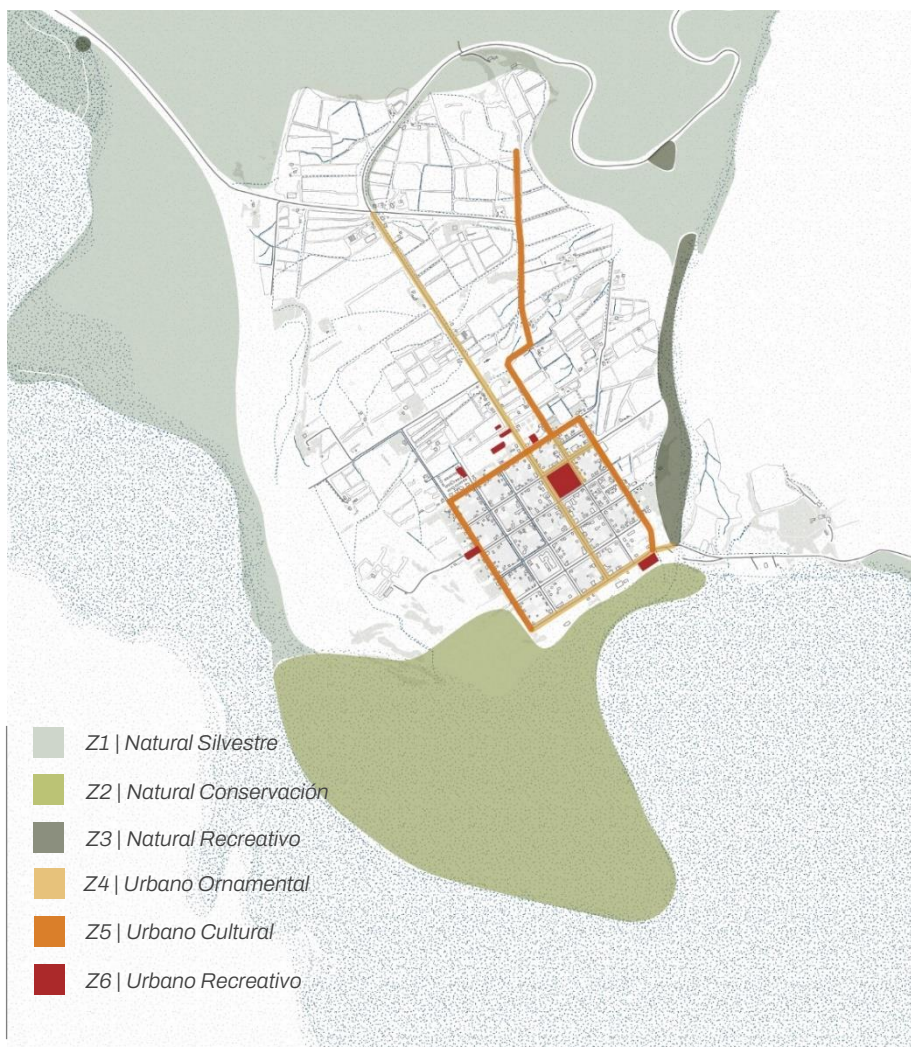 Z1 | Natural Silvestre
Z2 | Natural Conservación
Z3 | Natural Recreativo
Z4 | Urbano Ornamental
Z5 | Urbano Cultural
Z6 | Urbano Recreativo